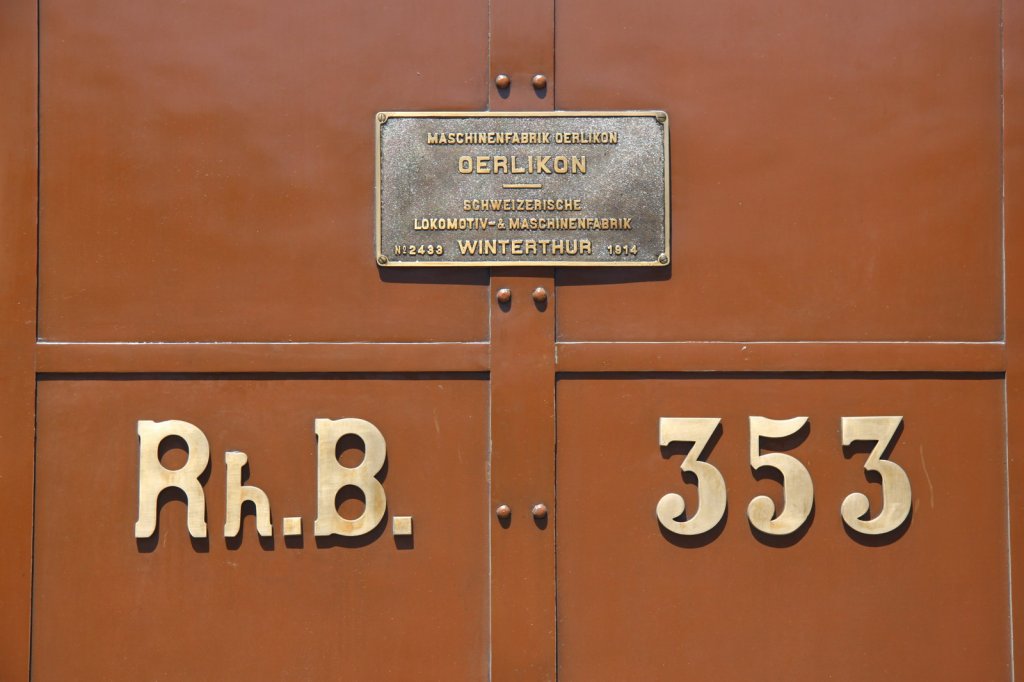 MASCHINENFABRIK OERLIKON
OERLIKON
SCHWEIZERISCHE
LOKOMOTIV- & MASCHINENFABRIK
Nº 2433 WINTERTHUR 1914
Rh.B. 353